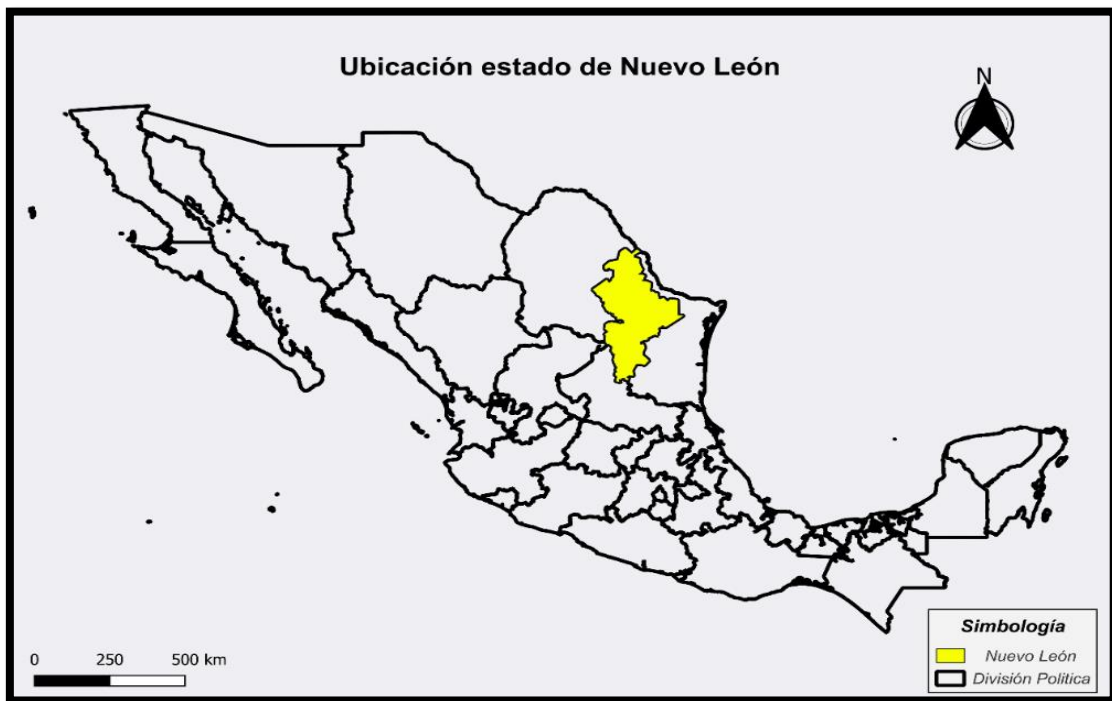 Ubicación estado de Nuevo León
N
Simbología
Nuevo León
División Política
0 250 500 km